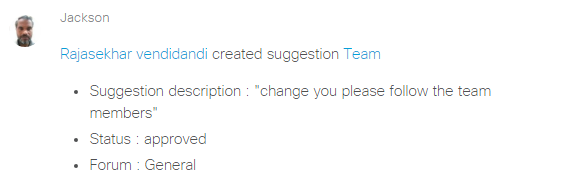 Jackson
Rajasekhar vendidandi created suggestion Team
• Suggestion description : "change you please follow the team
members"
• Status : approved
• Forum : General